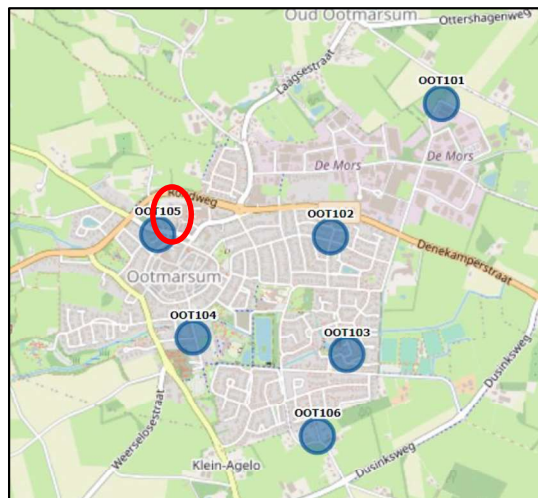 Oud Ootmarsum
Ottershagenweg
Laagsestraat
OOT101
De Mors
De Mors
Rondweg
OOT105
OOT102
Denekamperstraat
Ootmarsum
OOT104
OOT103
Dusinksweg
OOT106
Weerselosestraat
Klein-Agelo
Dusinksweg